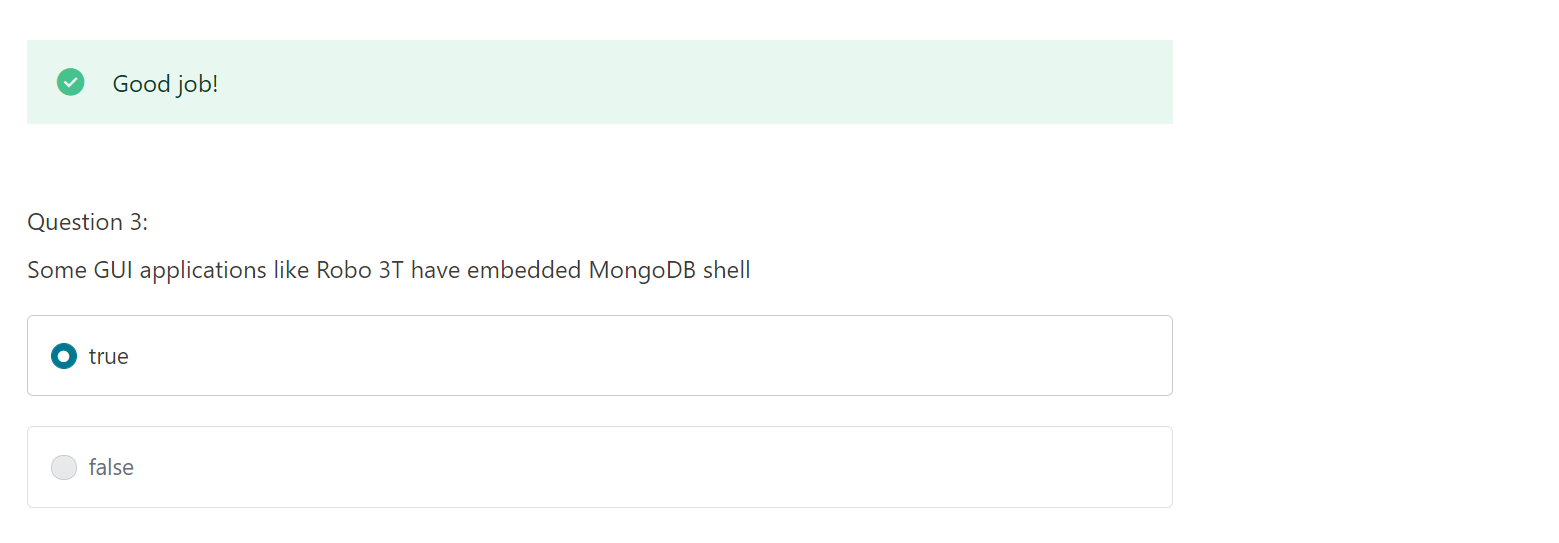 Good job!
Question 3:
Some GUI applications like Robo 3T have embedded MongoDB shell
true
false